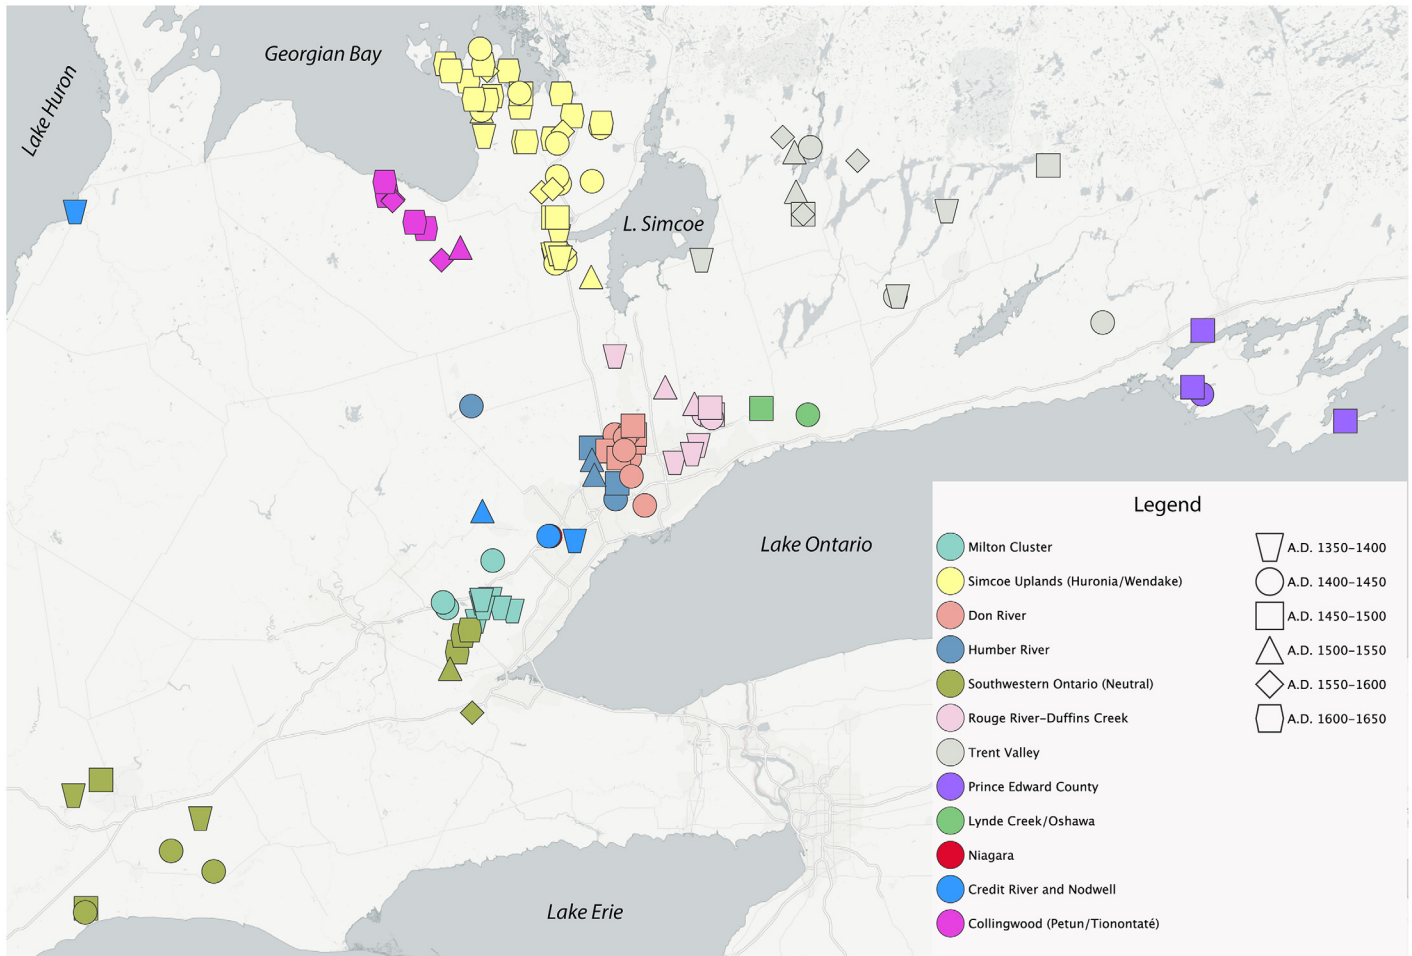 Georgian Bay
Lake Huron
L. Simcoe
Lake Ontario
Lake Erie
Legend
Milton Cluster
Simcoe Uplands (Huronia/Wendake)
Don River
Humber River
Southwestern Ontario (Neutral)
Rouge River–Duffins Creek
Trent Valley
Prince Edward County
Lynde Creek/Oshawa
Niagara
Credit River and Nodwell
Collingwood (Petun/Tionontaté)
A.D. 1350–1400
A.D. 1400–1450
A.D. 1450–1500
A.D. 1500–1550
A.D. 1550–1600
A.D. 1600–1650